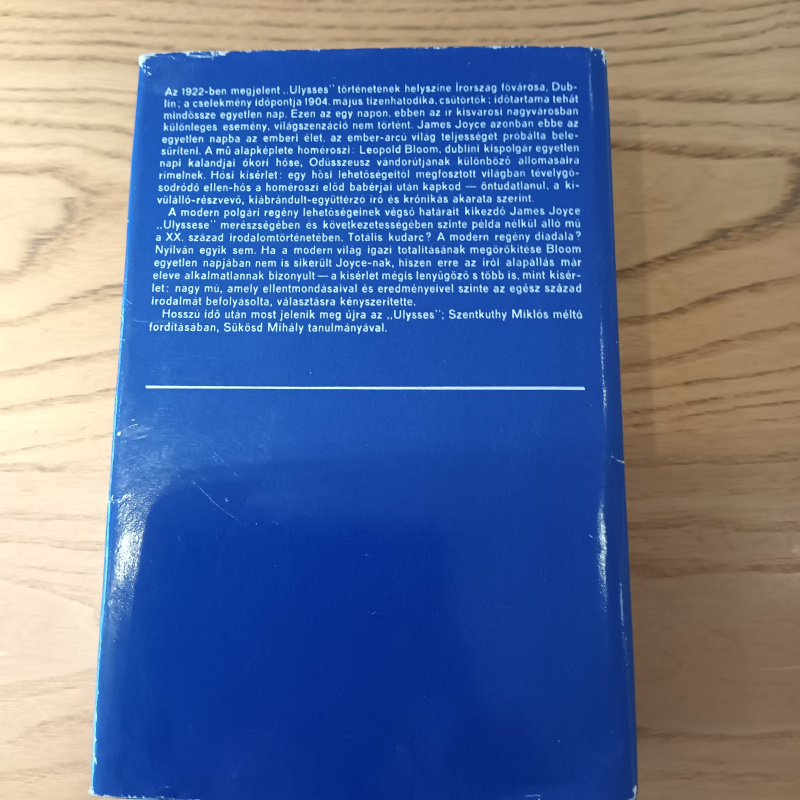 Az 1922-ben megjelent „Ulysses" történetének helyszíne Írország fővárosa, Dub-
lin; a cselekmény időpontja 1904. május tizenhatodika, csütörtök; időtartama tehát
mindössze egyetlen nap. Ezen az egy napon, ebben az ír kisvárosi nagyvárosban
különleges esemény, világszenzáció nem történt. James Joyce azonban ebbe az
egyetlen napba az emberi élet, az ember-arcú világ teljességét próbálta bele-
sűríteni. A mű alapképlete homéroszi: Leopold Bloom, dublini kispolgár egyetlen
napi kalandjai ókori hőse, Odüsszeusz vándorútjának különböző állomásaira
rímelnek. Hősi kísérlet: egy hősi lehetőségeitől megfosztott világban tévelygő-
sodródó ellen-hős a homéroszi előd babérjai után kapkod — öntudatlanul, a kí-
vülálló-részvevő, kiábrándult-együttérző író és krónikás akarata szerint.
A modern polgári regény lehetőségeinek végső határait kikezdő James Joyce
„Ulyssese" merészségében és következetességében szinte példa nélkül álló mű
a XX. század irodalomtörténetében. Totális kudarc? A modern regény diadala?
Nyilván egyik sem. Ha a modern világ igazi totalitásának megörökítése Bloom
egyetlen napjában nem is sikerült Joyce-nak, hiszen erre az írói alapállás már
eleve alkalmatlannak bizonyult — a kísérlet mégis lenyűgöző s több is, mint kísér-
let: nagy mű, amely ellentmondásaival és eredményeivel szinte az egész század
irodalmát befolyásolta, választásra kényszerítette.
Hosszú idő után most jelenik meg újra az „Ulysses"; Szentkuthy Miklós méltó
fordításában, Sükösd Mihály tanulmányával.